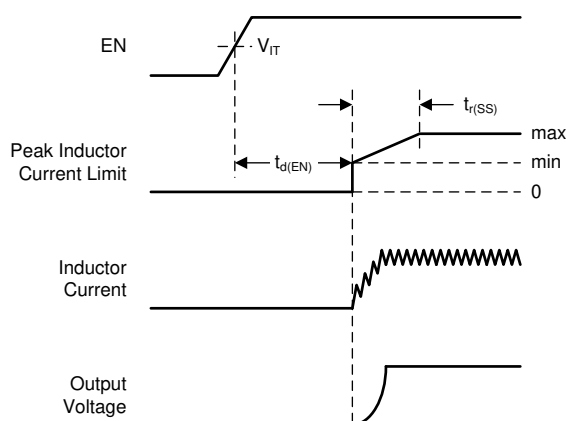 EN
V_IT
t_r(SS)
Peak Inductor
Current Limit
t_d(EN)
max
min
0
Inductor
Current
Output
Voltage